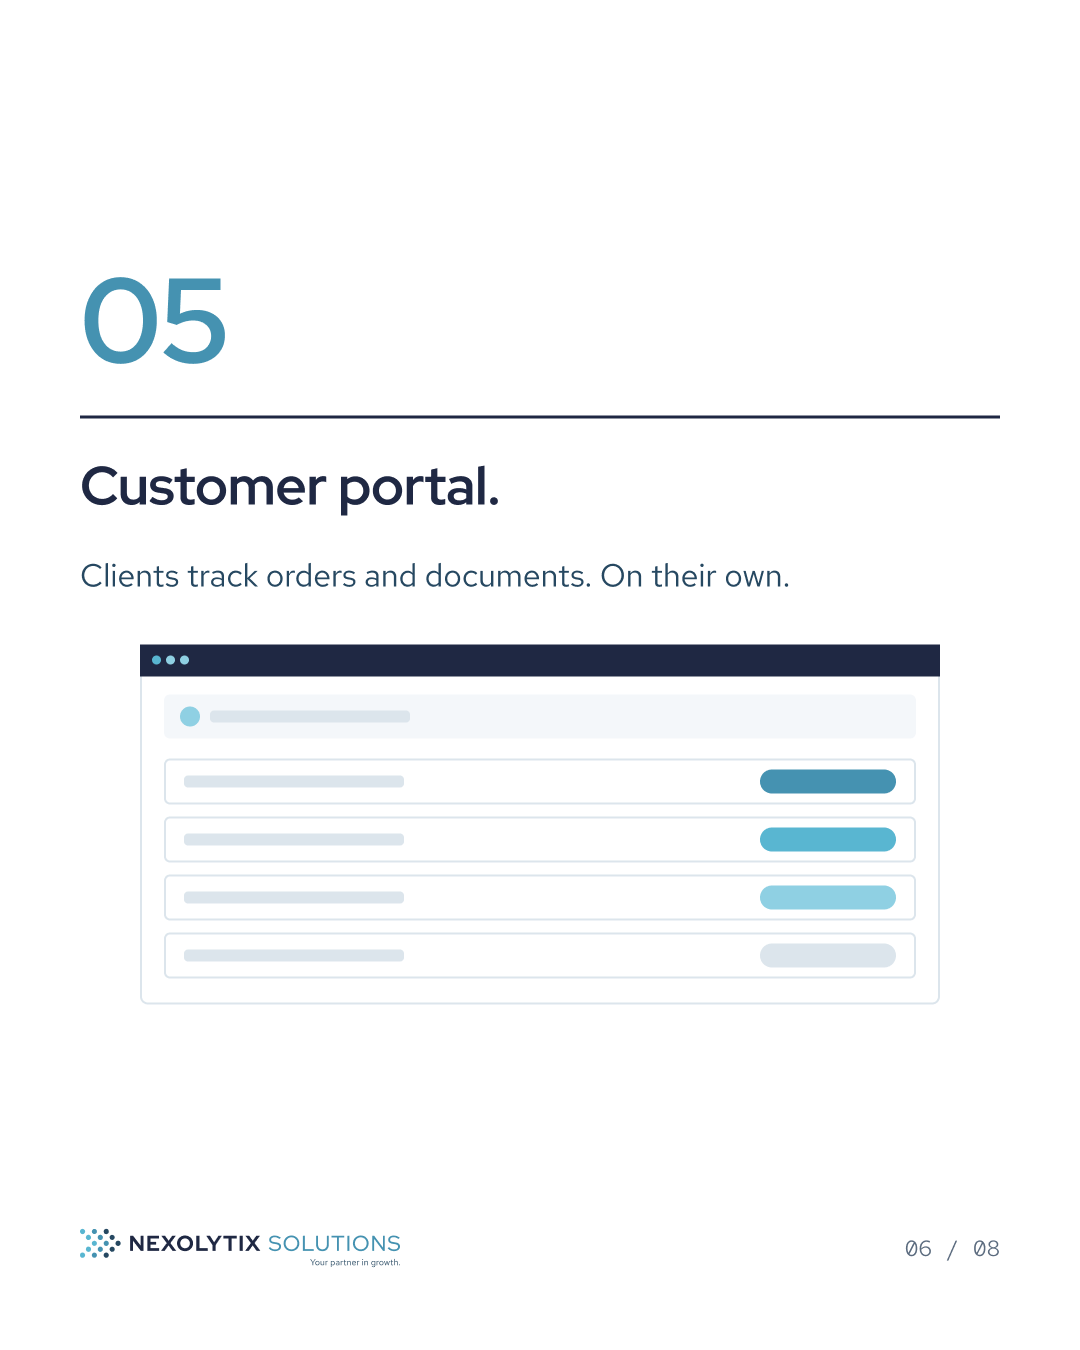 05
Customer portal.
Clients track orders and documents. On their own.
NEXOLYTIX SOLUTIONS
Your partner in growth.
06 / 08